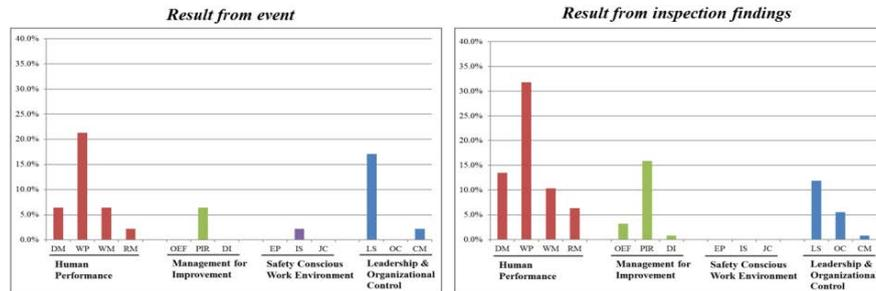 Result from event
40.0%
35.0%
30.0%
25.0%
20.0%
15.0%
10.0%
5.0%
0.0%
DM WP WM RM OEF PIR DI EP IS JC LS OC CM
Human Performance
Management for Improvement
Safety Conscious Work Environment
Leadership & Organizational Control
Result from inspection findings
40.0%
35.0%
30.0%
25.0%
20.0%
15.0%
10.0%
5.0%
0.0%
DM WP WM RM OEF PIR DI EP IS JC LS OC CM
Human Performance
Management for Improvement
Safety Conscious Work Environment
Leadership & Organizational Control